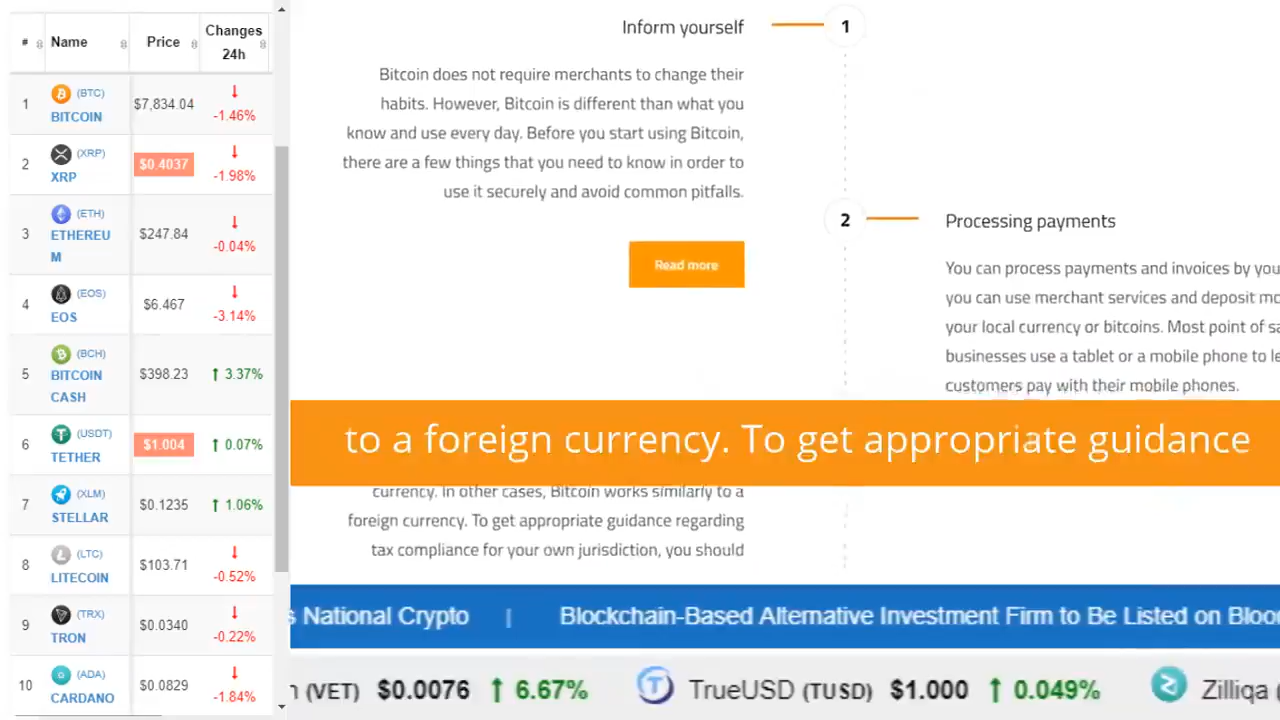 # Name Price Changes
24h
1 (BTC) $7,834.04 -1.46%
BITCOIN
2 (XRP) $0.4037 -1.98%
XRP
3 (ETH) $247.84 -0.04%
ETHEREU
M
4 (EOS) $6.467 -3.14%
EOS
5 (BCH) $398.23 3.37%
BITCOIN
CASH
6 (USDT) $1.004 0.07%
TETHER
7 (XLM) $0.1235 1.06%
STELLAR
8 (LTC) $103.71 -0.52%
LITECOIN
9 (TRX) $0.0340 -0.22%
TRON
10 (ADA) $0.0829 -1.84%
CARDANO
Inform yourself
1
Bitcoin does not require merchants to change their
habits. However, Bitcoin is different than what you
know and use every day. Before you start using Bitcoin,
there are a few things that you need to know in order to
use it securely and avoid common pitfalls.
Read more
2
Processing payments
You can process payments and invoices by you
you can use merchant services and deposit mo
your local currency or bitcoins. Most point of sa
businesses use a tablet or a mobile phone to le
customers pay with their mobile phones.
to a foreign currency. To get appropriate guidance
currency. In other cases, Bitcoin works similarly to a
foreign currency. To get appropriate guidance regarding
tax compliance for your own jurisdiction, you should
s National Crypto | Blockchain-Based Alternative Investment Firm to Be Listed on Bloo
(VET) $0.0076 6.67% TrueUSD (TUSD) $1.000 0.049% Zilliqa (